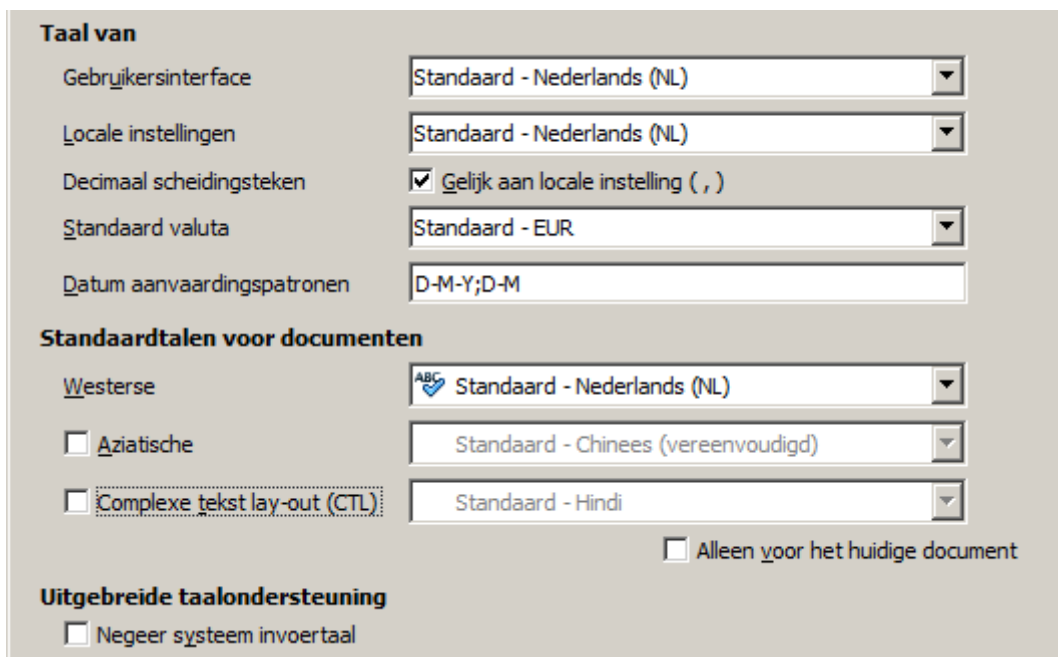 Taal van
Gebruikersinterface Standaard - Nederlands (NL)
Locale instellingen Standaard - Nederlands (NL)
Decimaal scheidingsteken Gelijk aan locale instelling ( , )
Standaard valuta Standaard - EUR
Datum aanvaardingspatronen D-M-Y;D-M
Standaardtalen voor documenten
Westerse ABC Standaard - Nederlands (NL)
Aziatische Standaard - Chinees (vereenvoudigd)
Complexe tekst lay-out (CTL) Standaard - Hindi
Alleen voor het huidige document
Uitgebreide taalondersteuning
Negeer systeem invoertaal